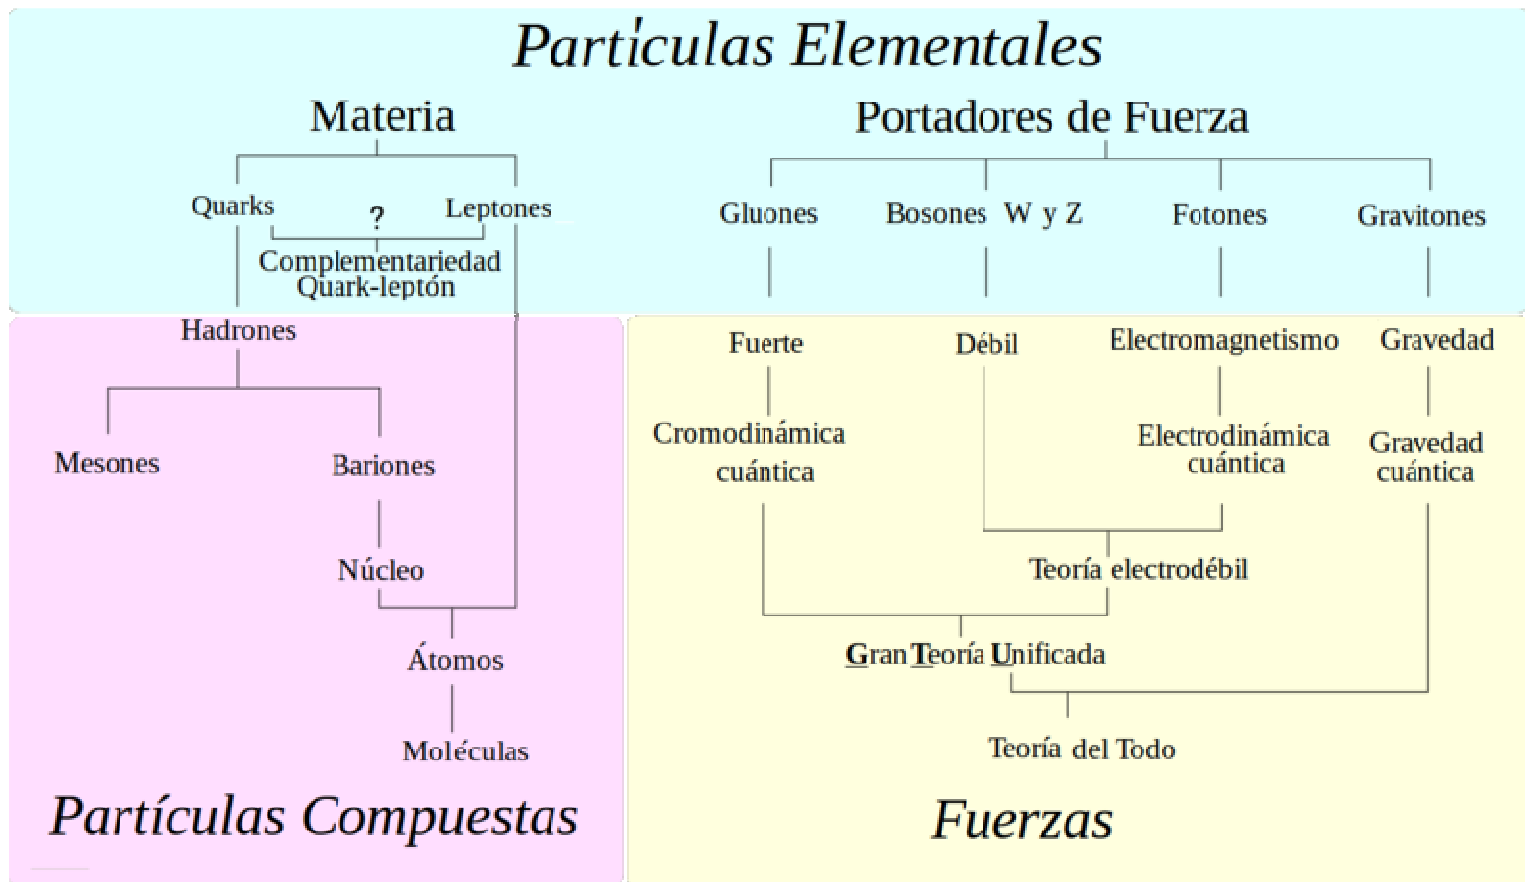 Partículas Elementales
Materia
Portadores de Fuerza
Quarks
?
Leptones
Complementariedad
Quark-leptón
Gluones
Bosones W y Z
Fotones
Gravitones
Hadrones
Mesones
Bariones
Núcleo
Átomos
Moléculas
Partículas Compuestas
Fuerte
Débil
Electromagnetismo
Gravedad
Cromodinámica
cuántica
Electrodinámica
cuántica
Gravedad
cuántica
Teoría electrodébil
Gran Teoría Unificada
Teoría del Todo
Fuerzas